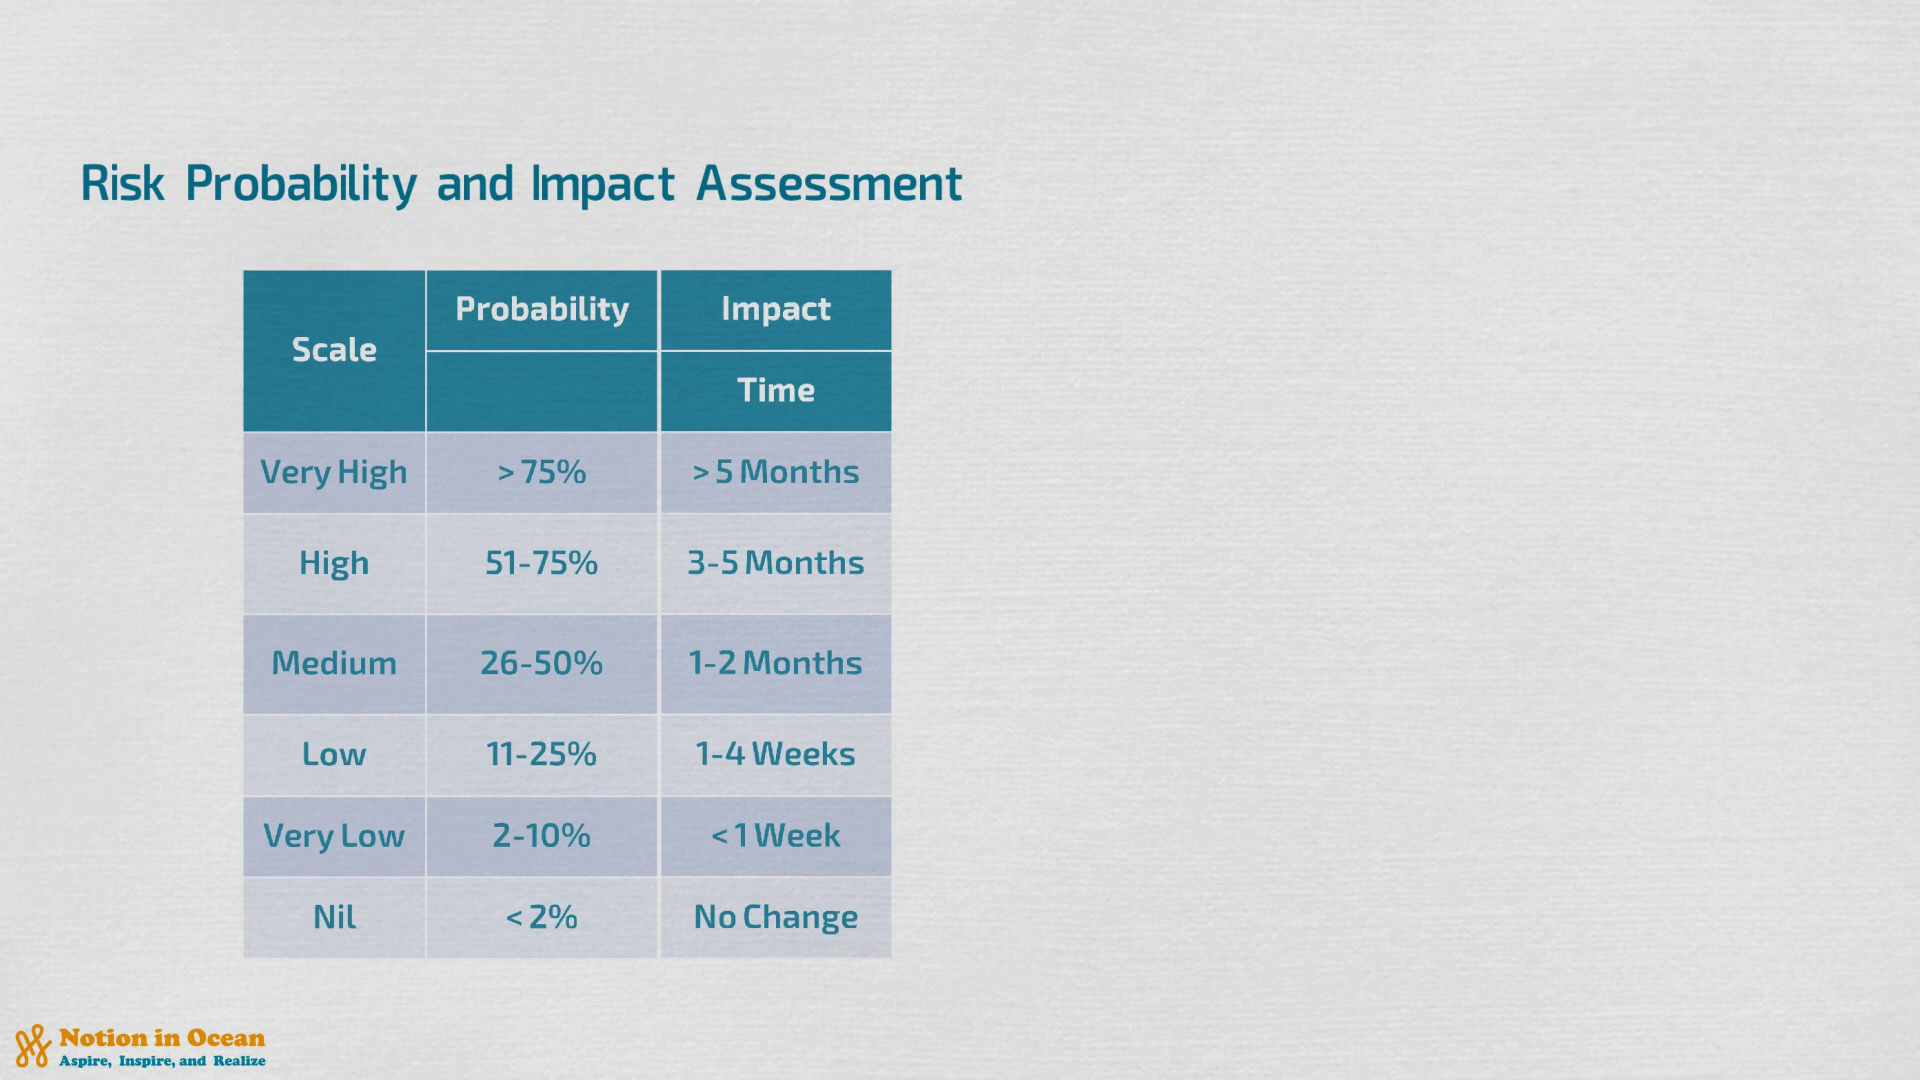 Risk Probability and Impact Assessment
Scale Probability Impact
Time
Very High > 75% > 5 Months
High 51-75% 3-5 Months
Medium 26-50% 1-2 Months
Low 11-25% 1-4 Weeks
Very Low 2-10% < 1 Week
Nil < 2% No Change
Notion in Ocean
Aspire, Inspire, and Realize